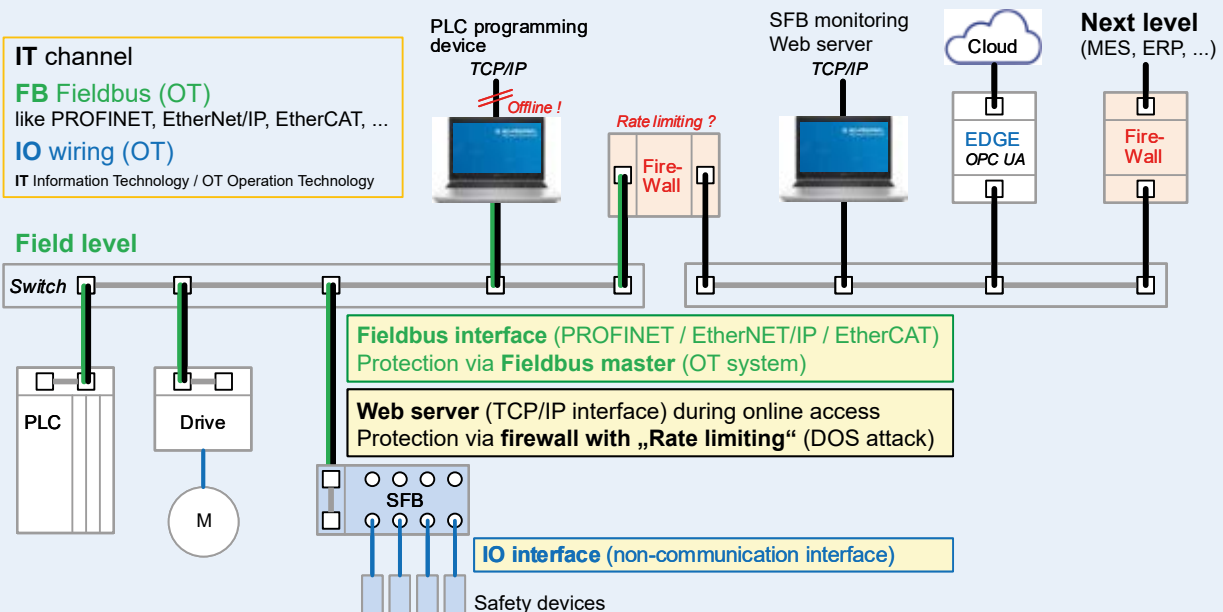 IT channel
FB Fieldbus (OT)
like PROFINET, EtherNet/IP, EtherCAT, ...
IO wiring (OT)
IT Information Technology / OT Operation Technology
PLC programming
device
TCP/IP
Offline !
Rate limiting ?
Fire-
Wall
SFB monitoring
Web server
TCP/IP
Cloud
EDGE
OPC UA
Next level
(MES, ERP, ...)
Fire-
Wall
Field level
Switch
Fieldbus interface (PROFINET / EtherNET/IP / EtherCAT)
Protection via Fieldbus master (OT system)
Web server (TCP/IP interface) during online access
Protection via firewall with „Rate limiting“ (DOS attack)
PLC
Drive
M
SFB
IO interface (non-communication interface)
Safety devices